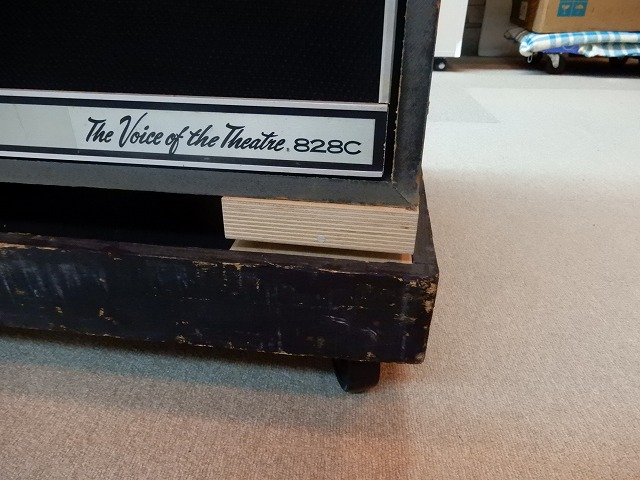 The Voice of the Theatre. 828C